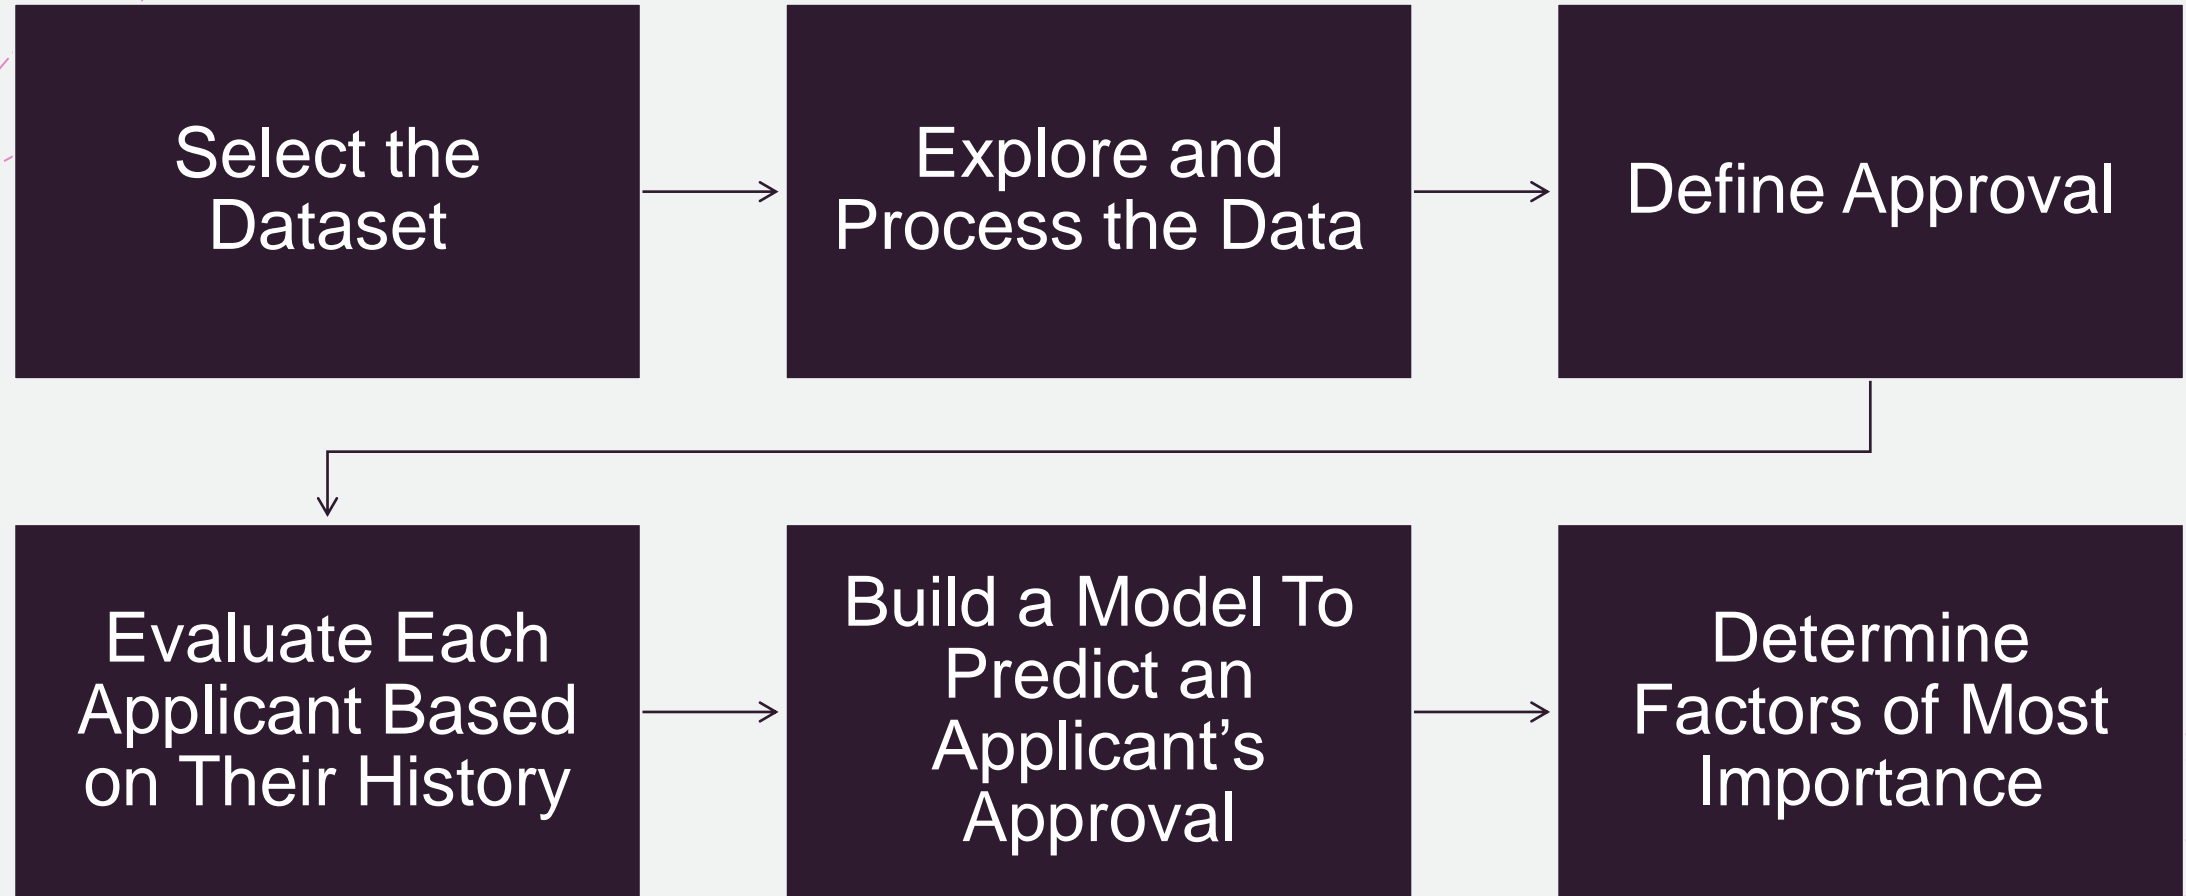 Select the
Dataset
Explore and
Process the Data
Define Approval
Evaluate Each
Applicant Based
on Their History
Build a Model To
Predict an
Applicant’s
Approval
Determine
Factors of Most
Importance